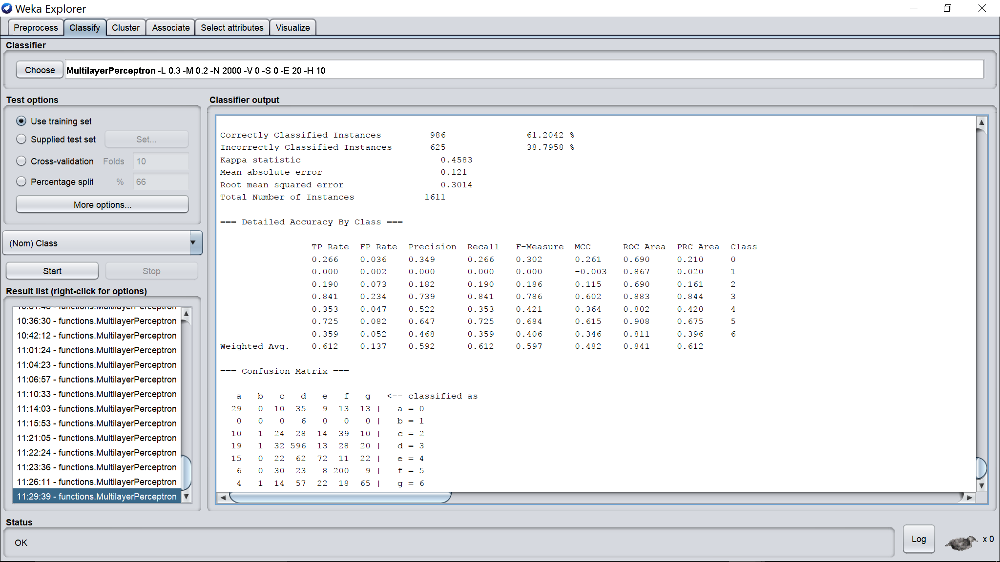 Weka Explorer
Preprocess Classify Cluster Associate Select attributes Visualize
Classifier
Choose MultilayerPerceptron -L 0.3 -M 0.2 -N 2000 -V 0 -S 0 -E 20 -H 10
Test options
Use training set
Supplied test set Set...
Cross-validation Folds 10
Percentage split % 66
More options...
(Nom) Class
Start Stop
Result list (right-click for options)
10:31:43 - functions.MultilayerPerceptron
10:36:30 - functions.MultilayerPerceptron
10:42:12 - functions.MultilayerPerceptron
11:01:24 - functions.MultilayerPerceptron
11:04:23 - functions.MultilayerPerceptron
11:06:57 - functions.MultilayerPerceptron
11:10:33 - functions.MultilayerPerceptron
11:14:03 - functions.MultilayerPerceptron
11:15:53 - functions.MultilayerPerceptron
11:21:05 - functions.MultilayerPerceptron
11:22:24 - functions.MultilayerPerceptron
11:23:36 - functions.MultilayerPerceptron
11:26:11 - functions.MultilayerPerceptron
11:29:39 - functions.MultilayerPerceptron
Classifier output
Correctly Classified Instances 986 61.2042 %
Incorrectly Classified Instances 625 38.7958 %
Kappa statistic 0.4583
Mean absolute error 0.121
Root mean squared error 0.3014
Total Number of Instances 1611
=== Detailed Accuracy By Class ===
TP Rate FP Rate Precision Recall F-Measure MCC ROC Area PRC Area Class
0.266 0.036 0.349 0.266 0.302 0.261 0.690 0.210 0
0.000 0.002 0.000 0.000 0.000 -0.003 0.867 0.020 1
0.190 0.073 0.182 0.190 0.186 0.115 0.690 0.161 2
0.841 0.234 0.739 0.841 0.786 0.602 0.883 0.844 3
0.353 0.047 0.522 0.353 0.421 0.364 0.802 0.420 4
0.725 0.082 0.647 0.725 0.684 0.615 0.908 0.675 5
0.359 0.052 0.468 0.359 0.406 0.346 0.811 0.396 6
Weighted Avg. 0.612 0.137 0.592 0.612 0.597 0.482 0.841 0.612
=== Confusion Matrix ===
a b c d e f g <-- classified as
29 0 10 35 9 13 13 | a = 0
0 0 0 6 0 0 0 | b = 1
10 1 24 28 14 39 10 | c = 2
19 1 32 596 13 28 20 | d = 3
15 0 22 62 72 11 22 | e = 4
6 0 30 23 8 200 9 | f = 5
4 1 14 57 22 18 65 | g = 6
Status
OK
Log x 0